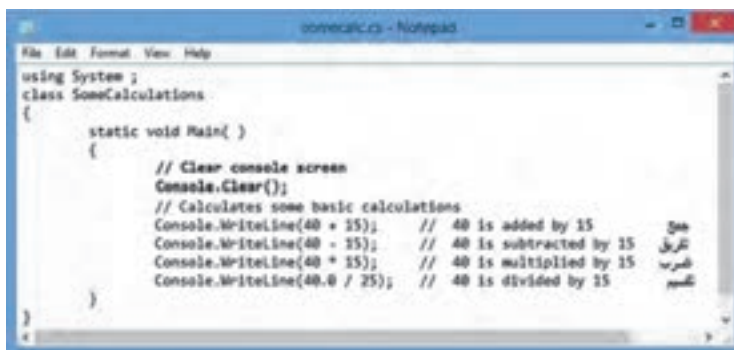 somecalc.cs - Notepad
File Edit Format View Help
using System ;
class SomeCalculations
{
static void Main( )
{
// Clear console screen
Console.Clear();
// Calculates some basic calculations
Console.WriteLine(40 + 15); // 40 is added by 15 جمع
Console.WriteLine(40 - 15); // 40 is subtracted by 15 تفریق
Console.WriteLine(40 * 15); // 40 is multiplied by 15 ضرب
Console.WriteLine(40.0 / 25); // 40 is divided by 15 تقسیم
}
}